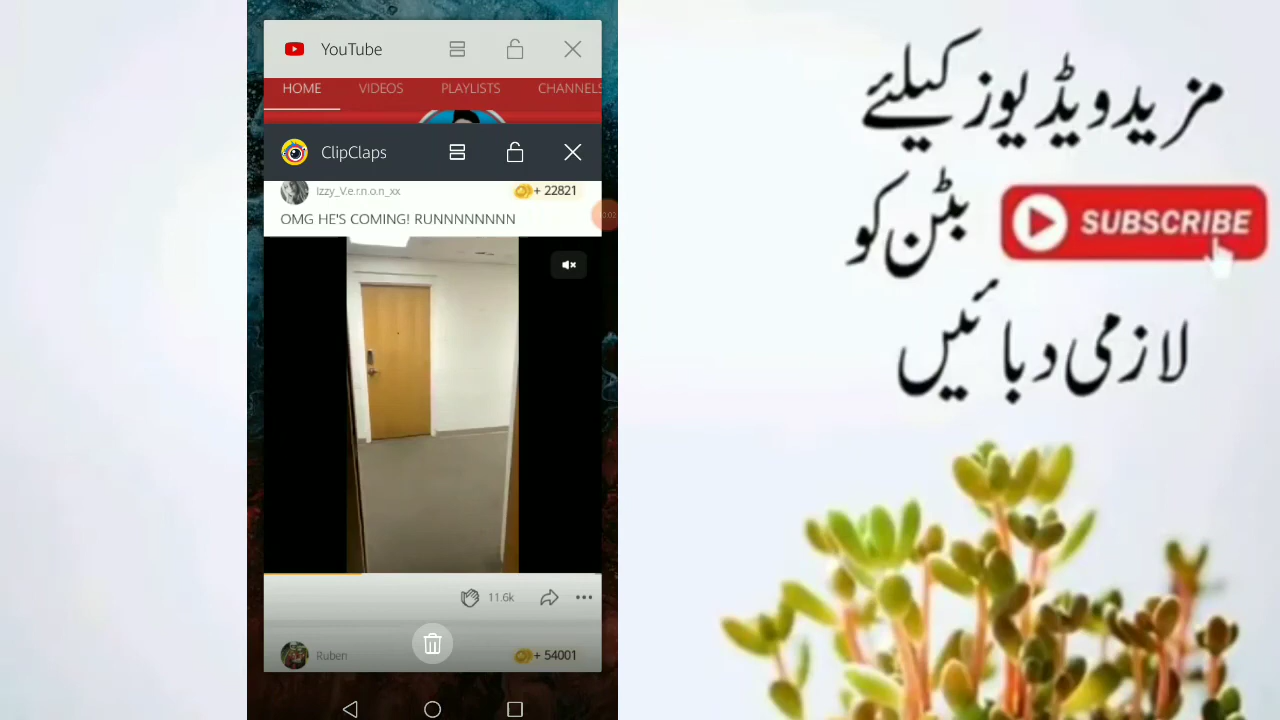 YouTube
HOME VIDEOS PLAYLISTS CHANNELS
ClipClaps
Izzy_V.e.r.n.o.n_xx + 22821
OMG HE'S COMING! RUNNNNNNN
11.6k
Ruben + 54001
مزید ویڈیوز کیلئے
SUBSCRIBE بٹن کو
لازمی دبائیں